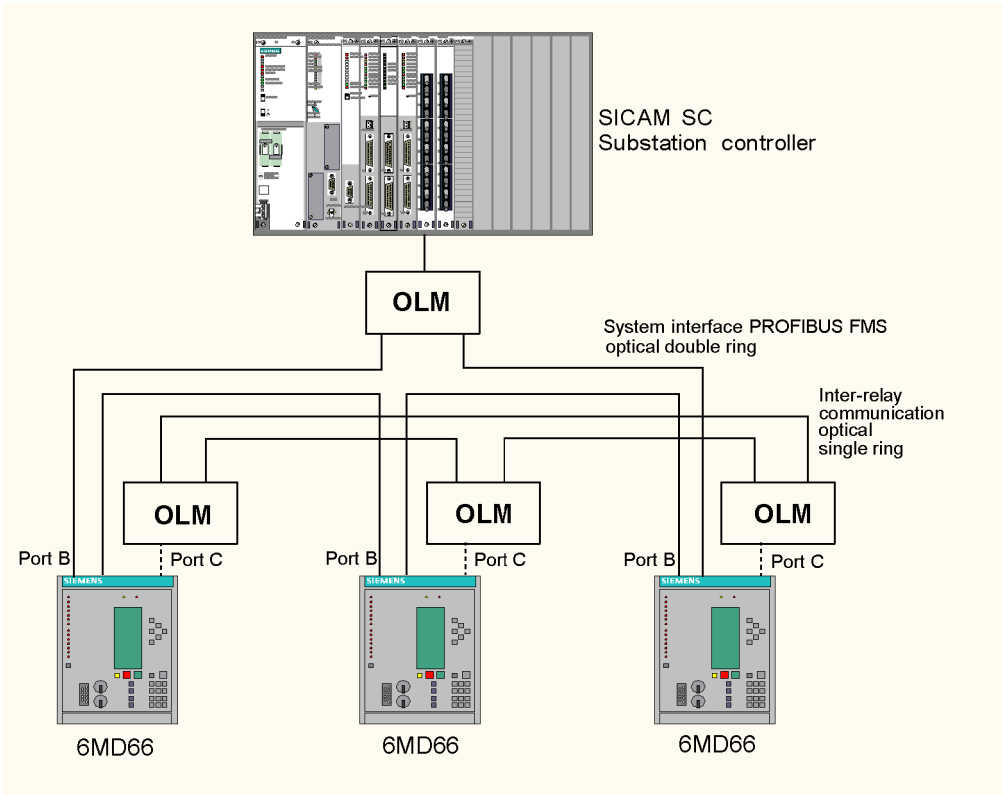 SIEMENS
SICAM SC
Substation controller
OLM
System interface PROFIBUS FMS
optical double ring
Inter-relay
communication
optical
single ring
OLM
OLM
OLM
Port B
Port C
Port B
Port C
Port B
Port C
SIEMENS
SIEMENS
SIEMENS
6MD66
6MD66
6MD66